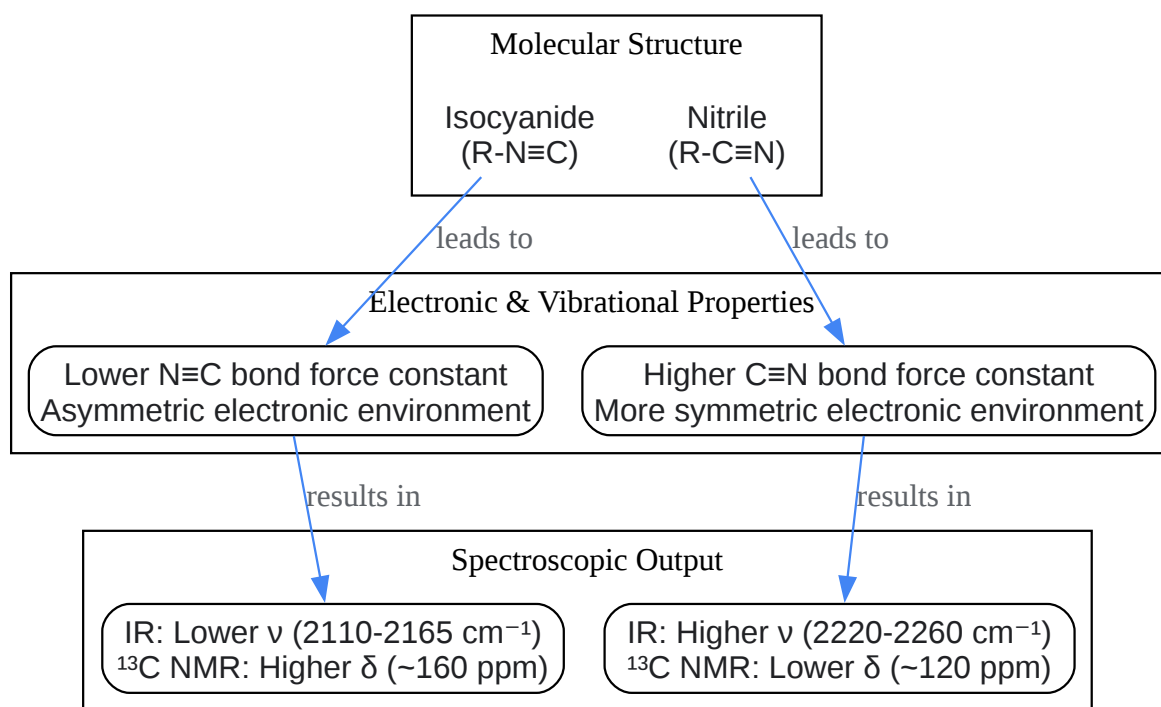 Molecular Structure
Isocyanide
(R-N≡C)
Nitrile
(R-C≡N)
leads to
leads to
Electronic & Vibrational Properties
Lower N≡C bond force constant
Asymmetric electronic environment
Higher C≡N bond force constant
More symmetric electronic environment
results in
results in
Spectroscopic Output
IR: Lower ν (2110-2165 cm⁻¹)
¹³C NMR: Higher δ (~160 ppm)
IR: Higher ν (2220-2260 cm⁻¹)
¹³C NMR: Lower δ (~120 ppm)